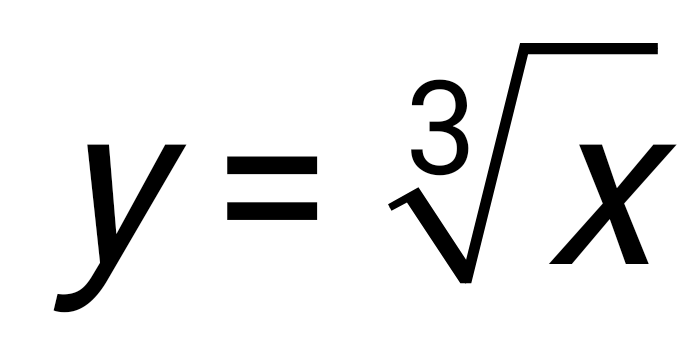 y = ∛x